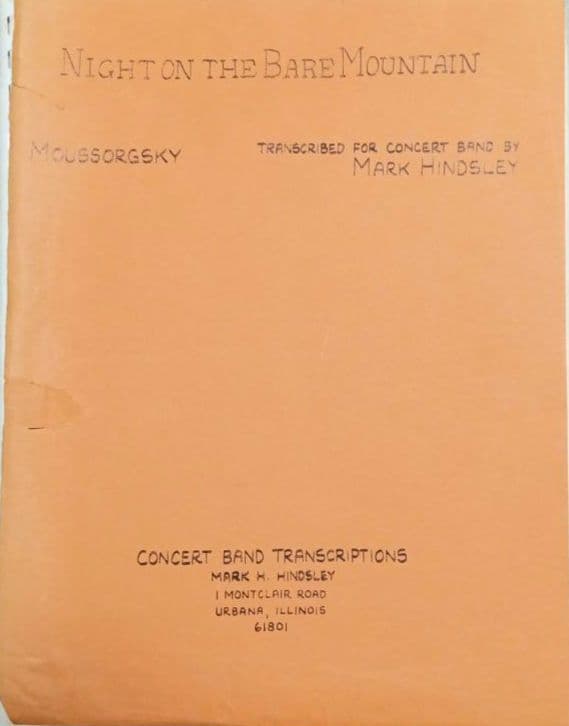 NIGHT ON THE BARE MOUNTAIN
MOUSSORGSKY
TRANSCRIBED FOR CONCERT BAND BY
MARK HINDSLEY
CONCERT BAND TRANSCRIPTIONS
MARK H. HINDSLEY
1 MONTCLAIR ROAD
URBANA, ILLINOIS
61801